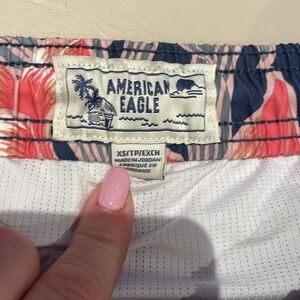 AMERICAN
EAGLE
XS/TP/EXCH
MADE IN JORDAN
FABRIQUÉ EN
JORDANIE